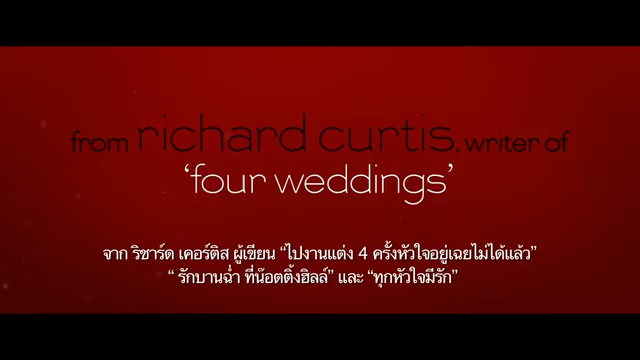 from richard curtis, writer of
‘four weddings’
จาก ริชาร์ด เคอร์ติส ผู้เขียน “ไปงานแต่ง 4 ครั้งหัวใจอยู่เฉยไม่ได้แล้ว”
“ รักบานฉ่ำ ที่น๊อตติ้งฮิลล์” และ “ทุกหัวใจมีรัก”